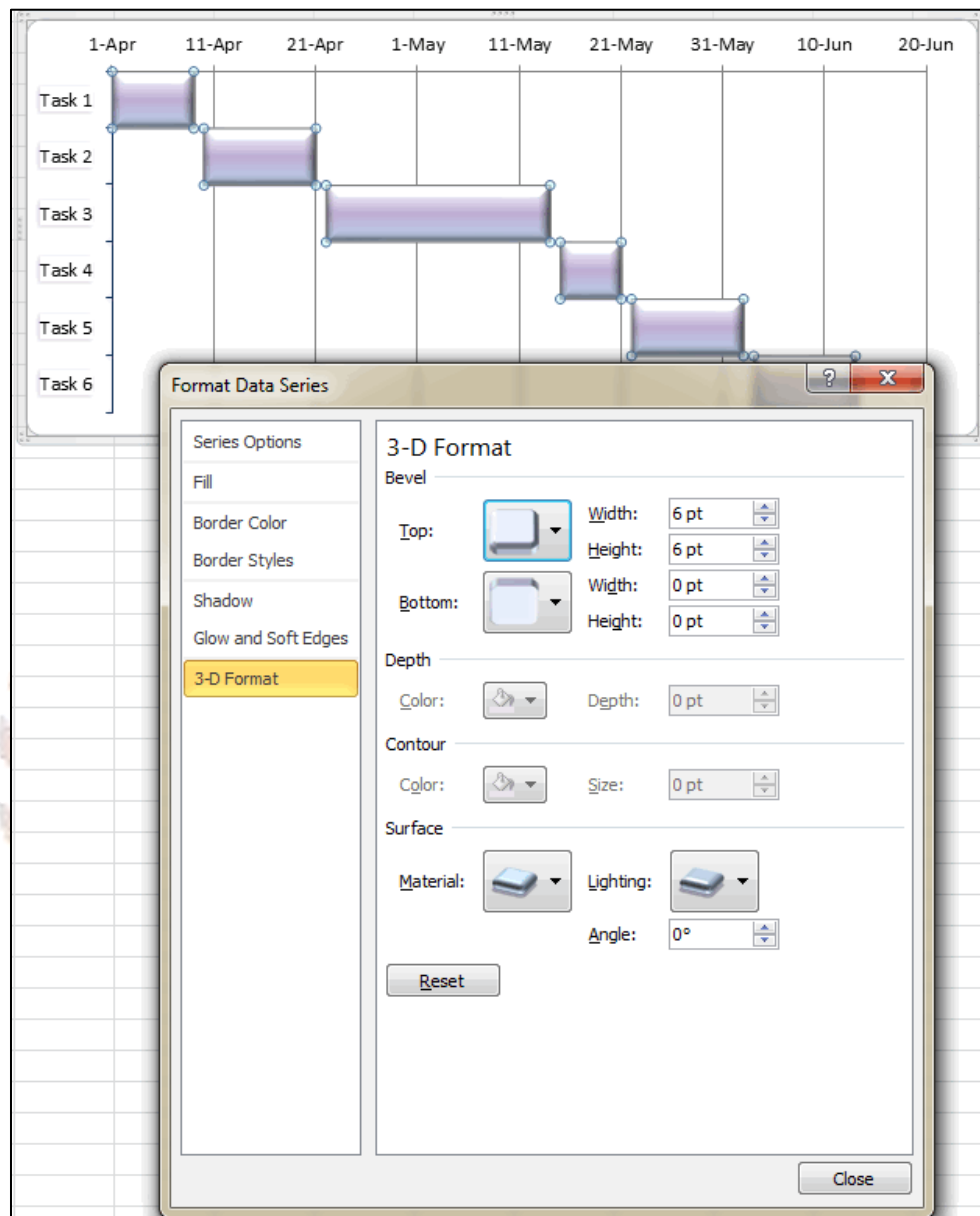 1-Apr 11-Apr 21-Apr 1-May 11-May 21-May 31-May 10-Jun 20-Jun
Task 1
Task 2
Task 3
Task 4
Task 5
Task 6
Format Data Series
?
X
Series Options
Fill
Border Color
Border Styles
Shadow
Glow and Soft Edges
3-D Format
3-D Format
Bevel
Top:
Width: 6 pt
Height: 6 pt
Bottom:
Width: 0 pt
Height: 0 pt
Depth
Color: Depth: 0 pt
Contour
Color: Size: 0 pt
Surface
Material: Lighting:
Angle: 0°
Reset
Close